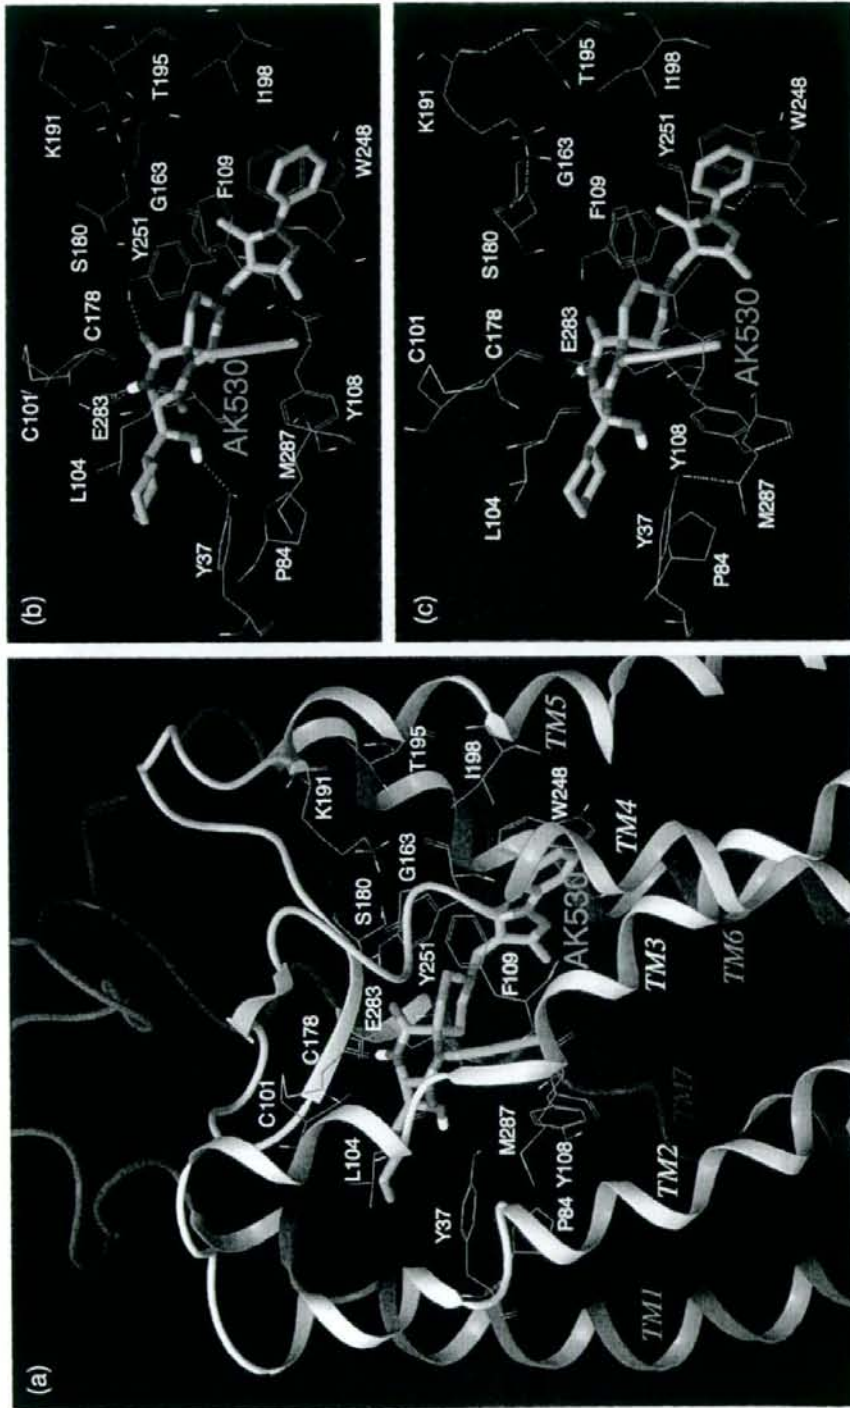 (a)
K191
S180
G163
T195
C178
C101
E283
Y251
I198
L104
F109
W248
AK530
TM5
TM4
Y37
M287
Y108
P84
TM3
TM6
TM7
TM2
TM1
(b)
K191
S180
T195
C178
Y251
G163
C101
I198
E283
F109
L104
W248
AK530
Y37
M287
Y108
P84
(c)
K191
C101
S180
T195
C178
G163
I198
L104
E283
F109
Y251
W248
Y108
AK530
Y37
P84
M287